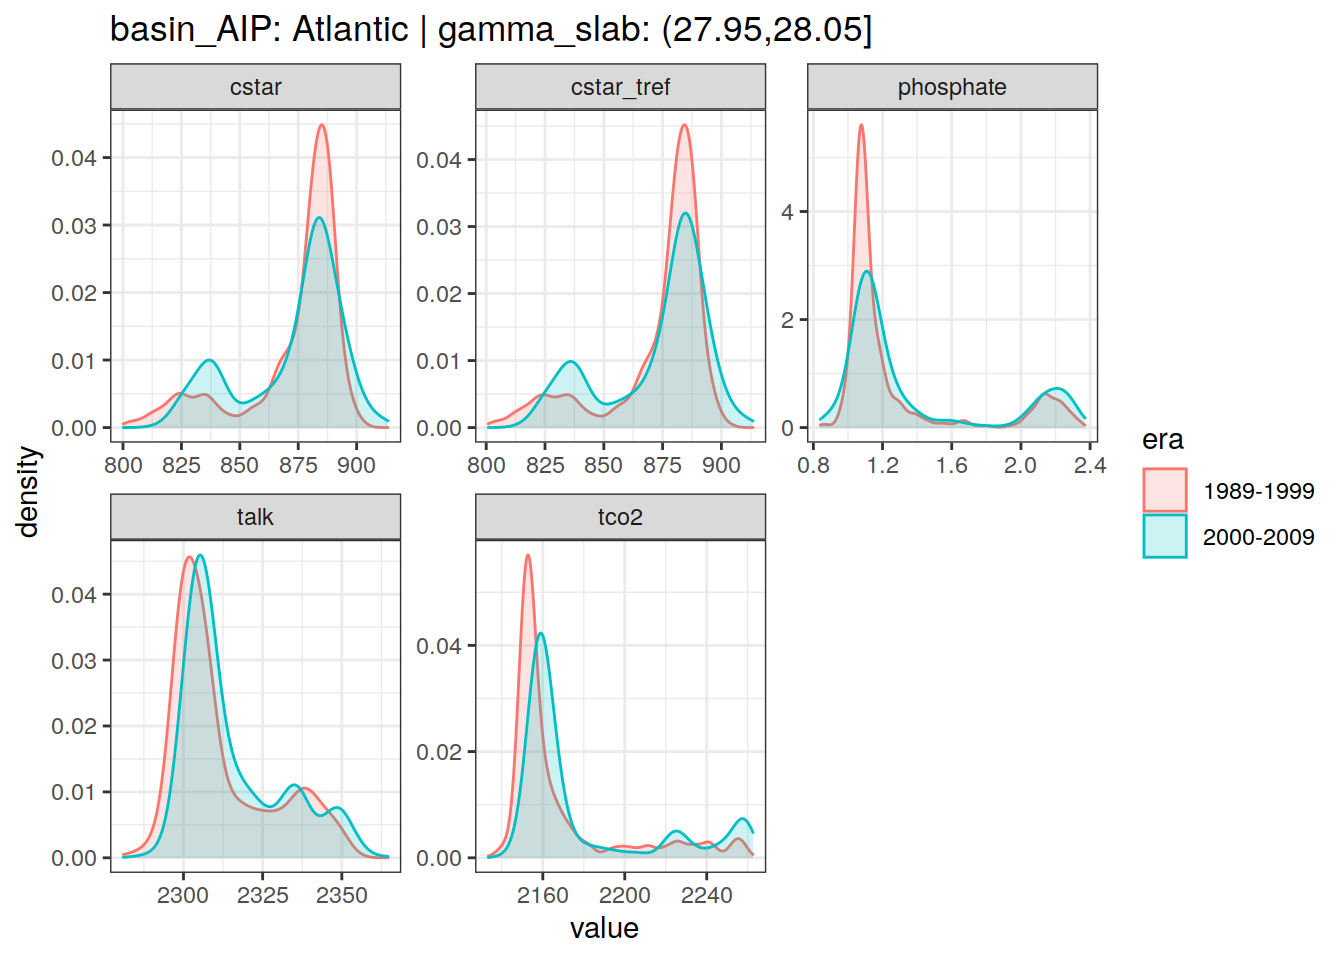 basin_AIP: Atlantic | gamma_slab: (27.95,28.05]
cstar
cstar_tref
phosphate
0.04
0.03
0.02
0.01
0.00
800 825 850 875 900
0.04
0.03
0.02
0.01
0.00
800 825 850 875 900
4
2
0
0.8 1.2 1.6 2.0 2.4
density
talk
tco2
0.04
0.03
0.02
0.01
0.00
2300 2325 2350
0.04
0.02
0.00
2160 2200 2240
value
era
1989-1999
2000-2009